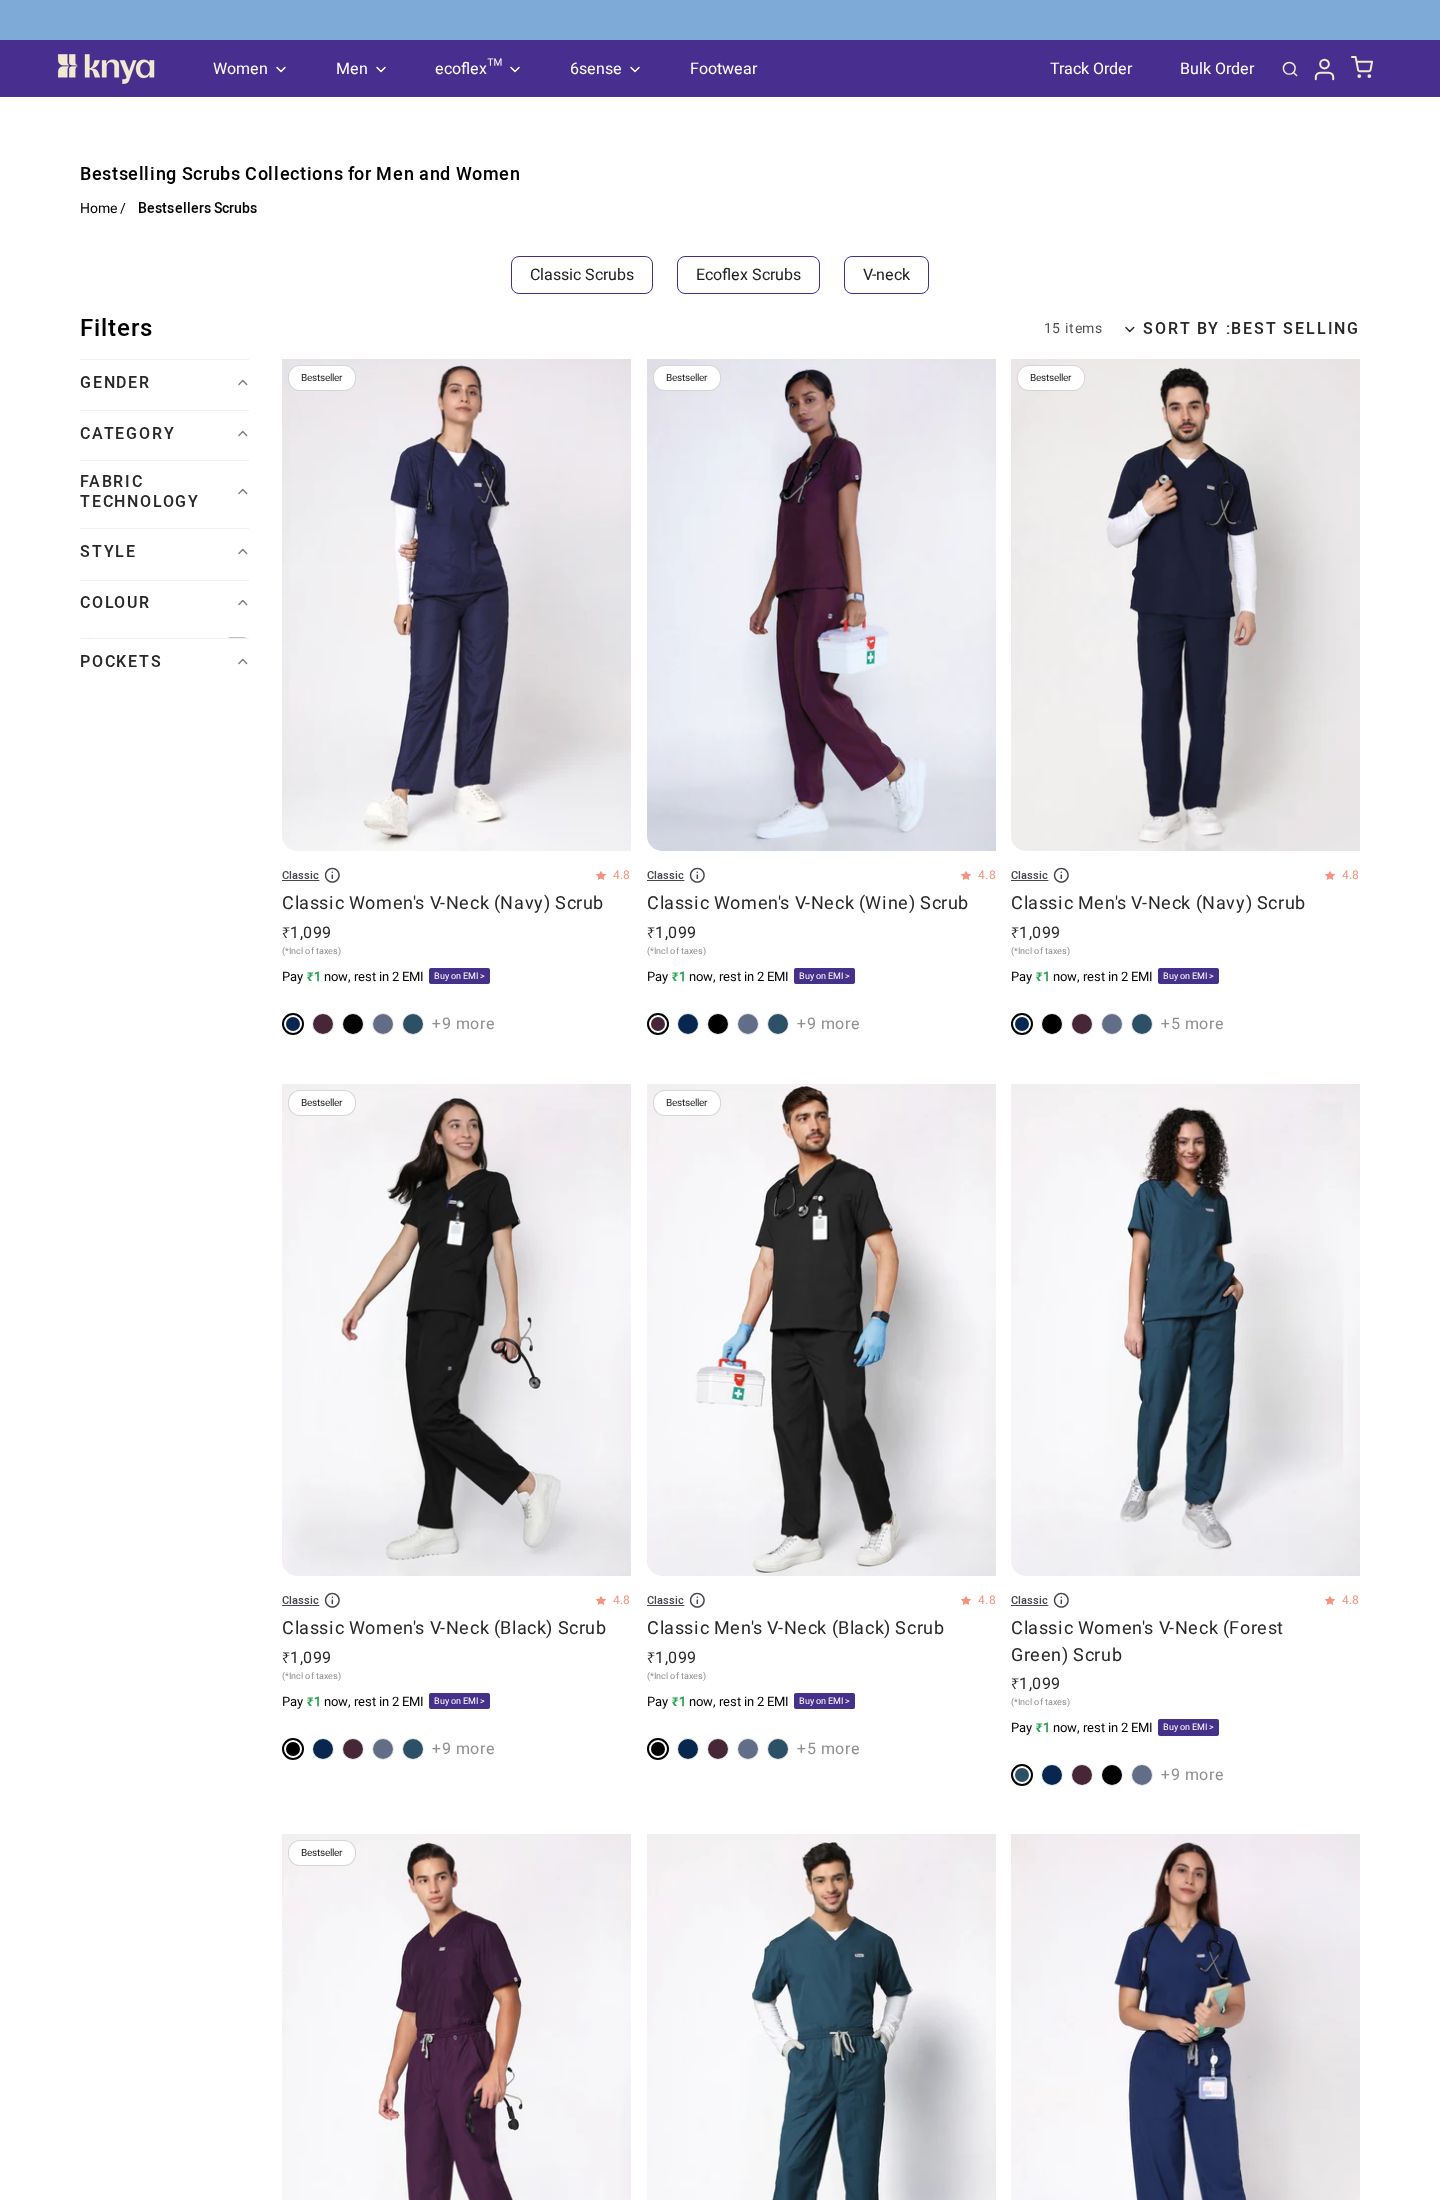 knya
Women
Men
ecoflex™
6sense
Footwear
Track Order
Bulk Order
Bestselling Scrubs Collections for Men and Women
Home / Bestsellers Scrubs
Classic Scrubs
Ecoflex Scrubs
V-neck
Filters
15 items
SORT BY :BEST SELLING
GENDER
CATEGORY
FABRIC
TECHNOLOGY
STYLE
COLOUR
POCKETS
Bestseller
Classic
4.8
Classic Women's V-Neck (Navy) Scrub
₹1,099
(*Incl of taxes)
Pay ₹1 now, rest in 2 EMI Buy on EMI >
+9 more
Bestseller
Classic
4.8
Classic Women's V-Neck (Wine) Scrub
₹1,099
(*Incl of taxes)
Pay ₹1 now, rest in 2 EMI Buy on EMI >
+9 more
Bestseller
Classic
4.8
Classic Men's V-Neck (Navy) Scrub
₹1,099
(*Incl of taxes)
Pay ₹1 now, rest in 2 EMI Buy on EMI >
+5 more
Bestseller
Classic
4.8
Classic Women's V-Neck (Black) Scrub
₹1,099
(*Incl of taxes)
Pay ₹1 now, rest in 2 EMI Buy on EMI >
+9 more
Bestseller
Classic
4.8
Classic Men's V-Neck (Black) Scrub
₹1,099
(*Incl of taxes)
Pay ₹1 now, rest in 2 EMI Buy on EMI >
+5 more
Classic
4.8
Classic Women's V-Neck (Forest
Green) Scrub
₹1,099
(*Incl of taxes)
Pay ₹1 now, rest in 2 EMI Buy on EMI >
+9 more
Bestseller